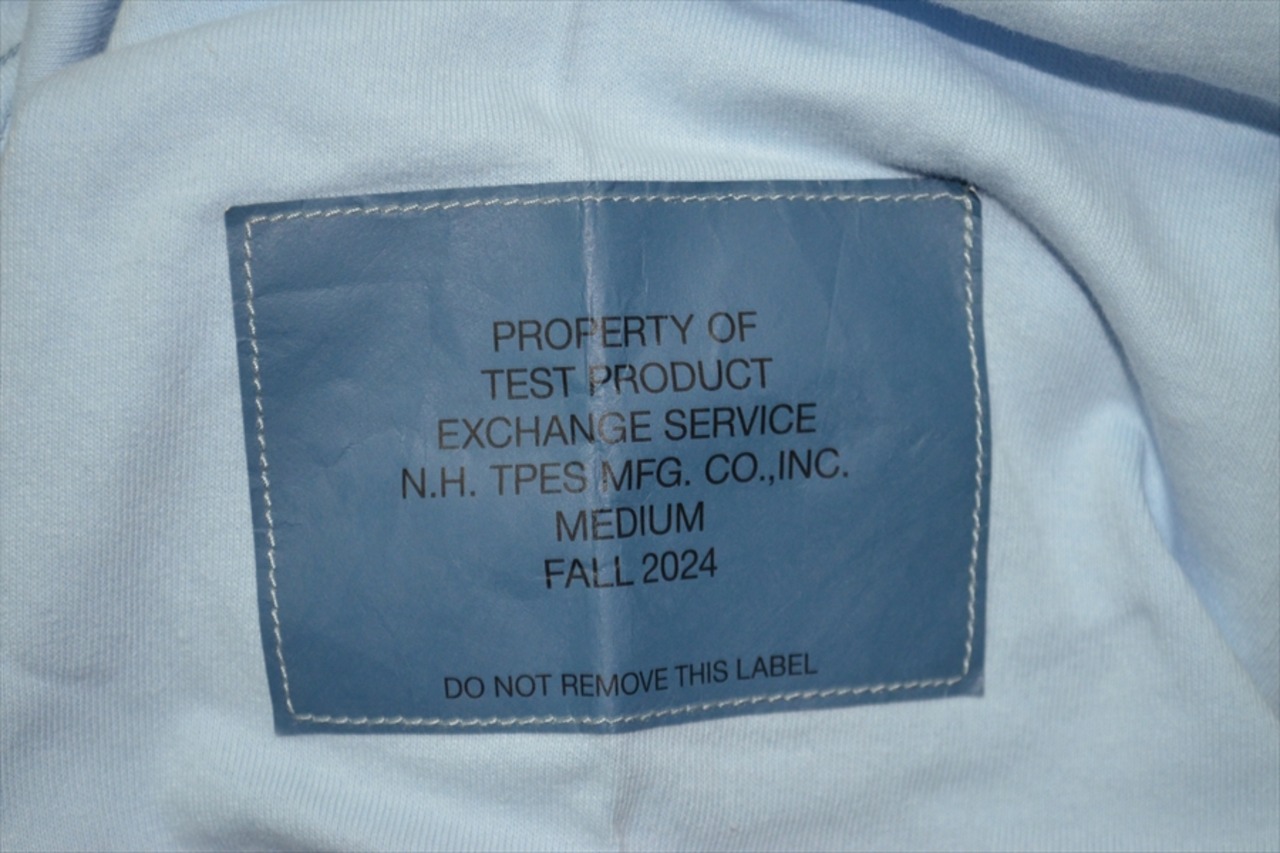 PROPERTY OF
TEST PRODUCT
EXCHANGE SERVICE
N.H. TPES MFG. CO.,INC.
MEDIUM
FALL 2024
DO NOT REMOVE THIS LABEL